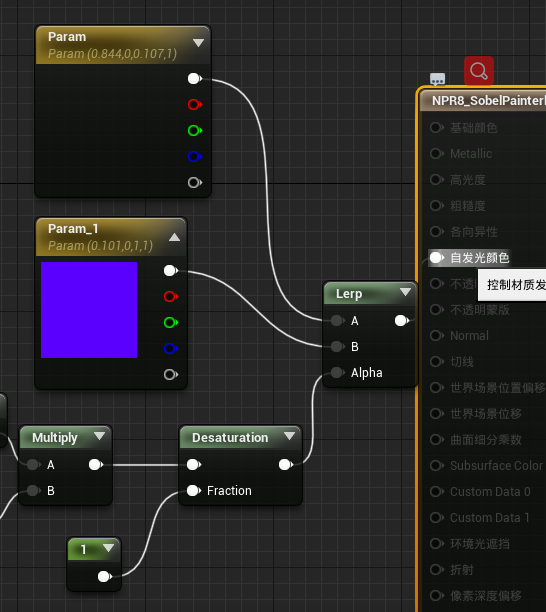 Param
Param (0.844,0,0.107,1)
NPR8_SobelPainterl
基础颜色
Metallic
高光度
粗糙度
各向异性
Param_1
Param (0.101,0,1,1)
自发光颜色
控制材质发
Lerp
A
B
Alpha
不透明蒙版
Normal
切线
世界场景位置偏移
世界场景位移
曲面细分乘数
Subsurface Color
Custom Data 0
Custom Data 1
环境光遮挡
折射
像素深度偏移
Multiply
A
B
Desaturation
Fraction
1